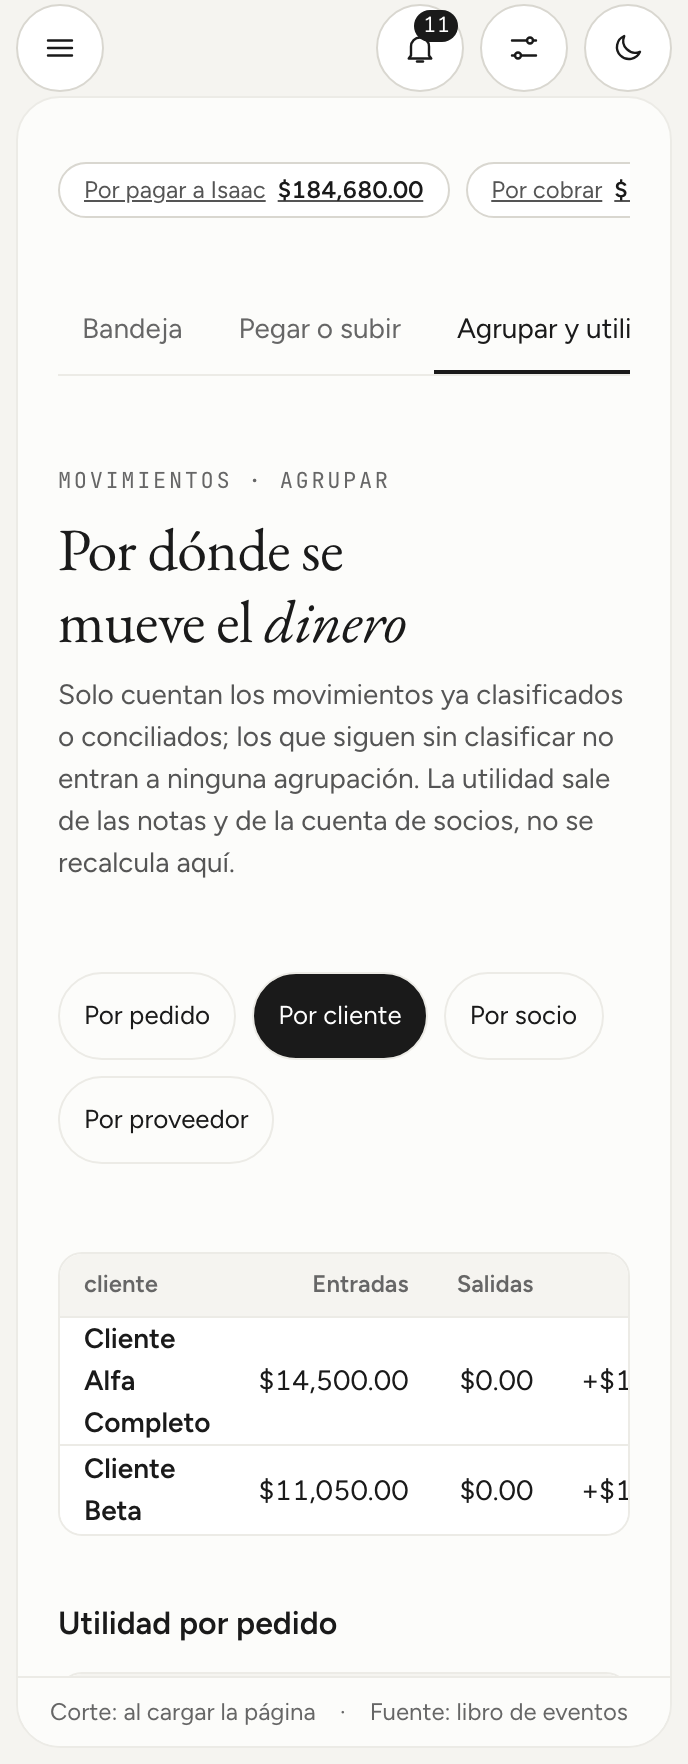 11
Por pagar a Isaac $184,680.00 Por cobrar $
Bandeja Pegar o subir Agrupar y utili
MOVIMIENTOS · AGRUPAR
Por dónde se
mueve el dinero
Solo cuentan los movimientos ya clasificados
o conciliados; los que siguen sin clasificar no
entran a ninguna agrupación. La utilidad sale
de las notas y de la cuenta de socios, no se
recalcula aquí.
Por pedido Por cliente Por socio
Por proveedor
cliente Entradas Salidas
Cliente
Alfa $14,500.00 $0.00 +$1
Completo
Cliente
Beta $11,050.00 $0.00 +$1
Utilidad por pedido
Corte: al cargar la página · Fuente: libro de eventos